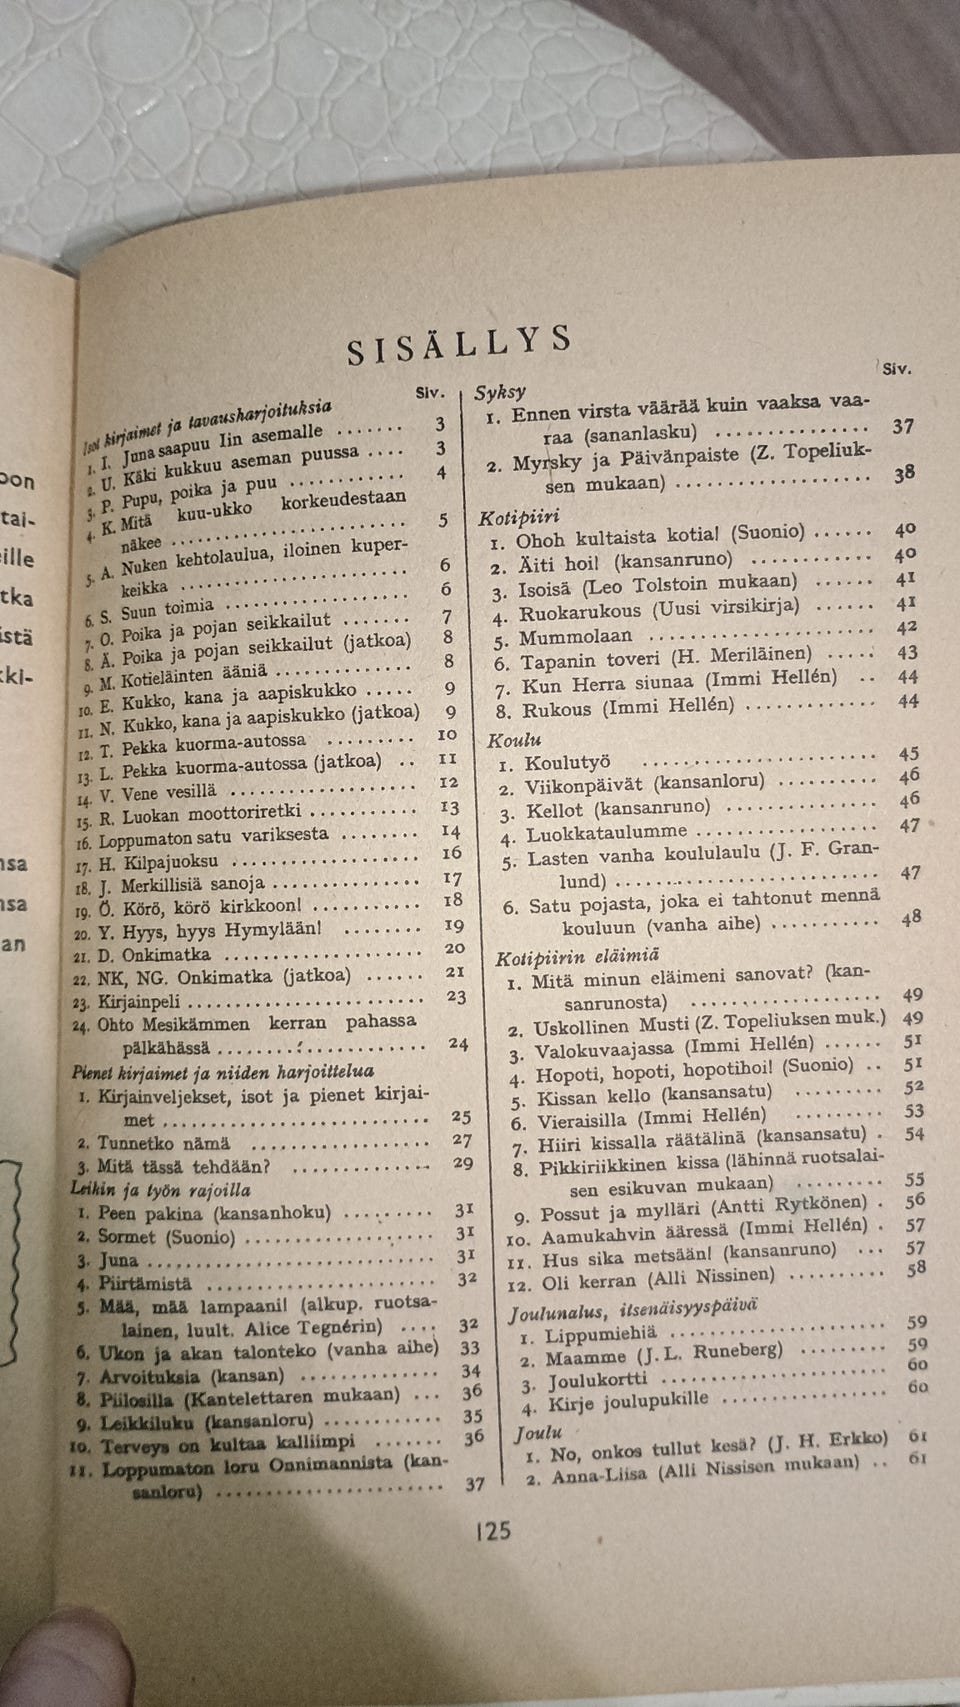 oon
tai-
eille
tka
istä
kki-
nsa
nsa
an
SISÄLLYS
Siv.
Isot kirjaimet ja tavausharjoituksia
1. I. Juna saapuu Iin asemalle ....... 3
2. U. Käki kukkuu aseman puussa .... 3
3. P. Pupu, poika ja puu ............ 4
4. K. Mitä kuu-ukko korkeudestaan
näkee ........................ 5
5. A. Nuken kehtolaulua, iloinen kuper-
keikka ....................... 6
6. S. Suun toimia ................... 6
7. O. Poika ja pojan seikkailut ....... 7
8. Ä. Poika ja pojan seikkailut (jatkoa) 8
9. M. Kotieläinten ääniä ............. 8
10. E. Kukko, kana ja aapiskukko ..... 9
11. N. Kukko, kana ja aapiskukko (jatkoa) 9
12. T. Pekka kuorma-autossa ......... 10
13. L. Pekka kuorma-autossa (jatkoa) .. 11
14. V. Vene vesillä ................... 12
15. R. Luokan moottoriretki ........... 13
16. Loppumaton satu variksesta ........ 14
17. H. Kilpajuoksu ................... 16
18. J. Merkillisiä sanoja ............... 17
19. Ö. Körö, körö kirkkoon! ........... 18
20. Y. Hyys, hyys Hymylään! ........ 19
21. D. Onkimatka .................... 20
22. NK, NG. Onkimatka (jatkoa) ...... 21
23. Kirjainpeli ........................ 23
24. Ohto Mesikämmen kerran pahassa
pälkähässä ..................... 24
Pienet kirjaimet ja niiden harjoittelua
1. Kirjainveljekset, isot ja pienet kirjai-
met ........................... 25
2. Tunnetko nämä .................. 27
3. Mitä tässä tehdään? .............. 29
Leikin ja työn rajoilla
1. Peen pakina (kansanhoku) ......... 31
2. Sormet (Suonio) ................... 31
3. Juna ............................. 31
4. Piirtämistä ....................... 32
5. Mää, mää lampaani! (alkup. ruotsa-
lainen, luult. Alice Tegnérin) .... 32
6. Ukon ja akan talonteko (vanha aihe) 33
7. Arvoituksia (kansan) .............. 34
8. Piilosilla (Kantelettaren mukaan) ... 36
9. Leikkiluku (kansanloru) ............ 35
10. Terveys on kultaa kalliimpi ....... 36
11. Loppumaton loru Onnimannista (kan-
sanloru) ....................... 37
Siv.
Syksy
1. Ennen virsta väärää kuin vaaksa vaa-
raa (sananlasku) ............... 37
2. Myrsky ja Päivänpaiste (Z. Topeliuk-
sen mukaan) ................... 38
Kotipiiri
1. Ohoh kultaista kotia! (Suonio) ...... 40
2. Äiti hoi! (kansanruno) ............ 40
3. Isoisä (Leo Tolstoin mukaan) ...... 41
4. Ruokarukous (Uusi virsikirja) ...... 41
5. Mummolaan ...................... 42
6. Tapanin toveri (H. Meriläinen) ..... 43
7. Kun Herra siunaa (Immi Hellén) .. 44
8. Rukous (Immi Hellén) ............. 44
Koulu
1. Koulutyö ........................ 45
2. Viikonpäivät (kansanloru) .......... 46
3. Kellot (kansanruno) ............... 46
4. Luokkataulumme .................. 47
5. Lasten vanha koululaulu (J. F. Gran-
lund) .......................... 47
6. Satu pojasta, joka ei tahtonut mennä
kouluun (vanha aihe) ........... 48
Kotipiirin eläimiä
1. Mitä minun eläimeni sanovat? (kan-
sanrunosta) .................... 49
2. Uskollinen Musti (Z. Topeliuksen muk.) 49
3. Valokuvaajassa (Immi Hellén) ...... 51
4. Hopoti, hopoti, hopotihoi! (Suonio) .. 51
5. Kissan kello (kansansatu) ......... 52
6. Vieraisilla (Immi Hellén) ......... 53
7. Hiiri kissalla räätälinä (kansansatu) . 54
8. Pikkiriikkinen kissa (lähinnä ruotsalai-
sen esikuvan mukaan) ......... 55
9. Possut ja mylläri (Antti Rytkönen) . 56
10. Aamukahvin ääressä (Immi Hellén) . 57
11. Hus sika metsään! (kansanruno) ... 57
12. Oli kerran (Alli Nissinen) .......... 58
Joulunalus, itsenäisyyspäivä
1. Lippumiehiä ...................... 59
2. Maamme (J. L. Runeberg) ......... 59
3. Joulukortti ....................... 60
4. Kirje joulupukille ................. 60
Joulu
1. No, onkos tullut kesä? (J. H. Erkko) 61
2. Anna-Liisa (Alli Nissisen mukaan) .. 61
125